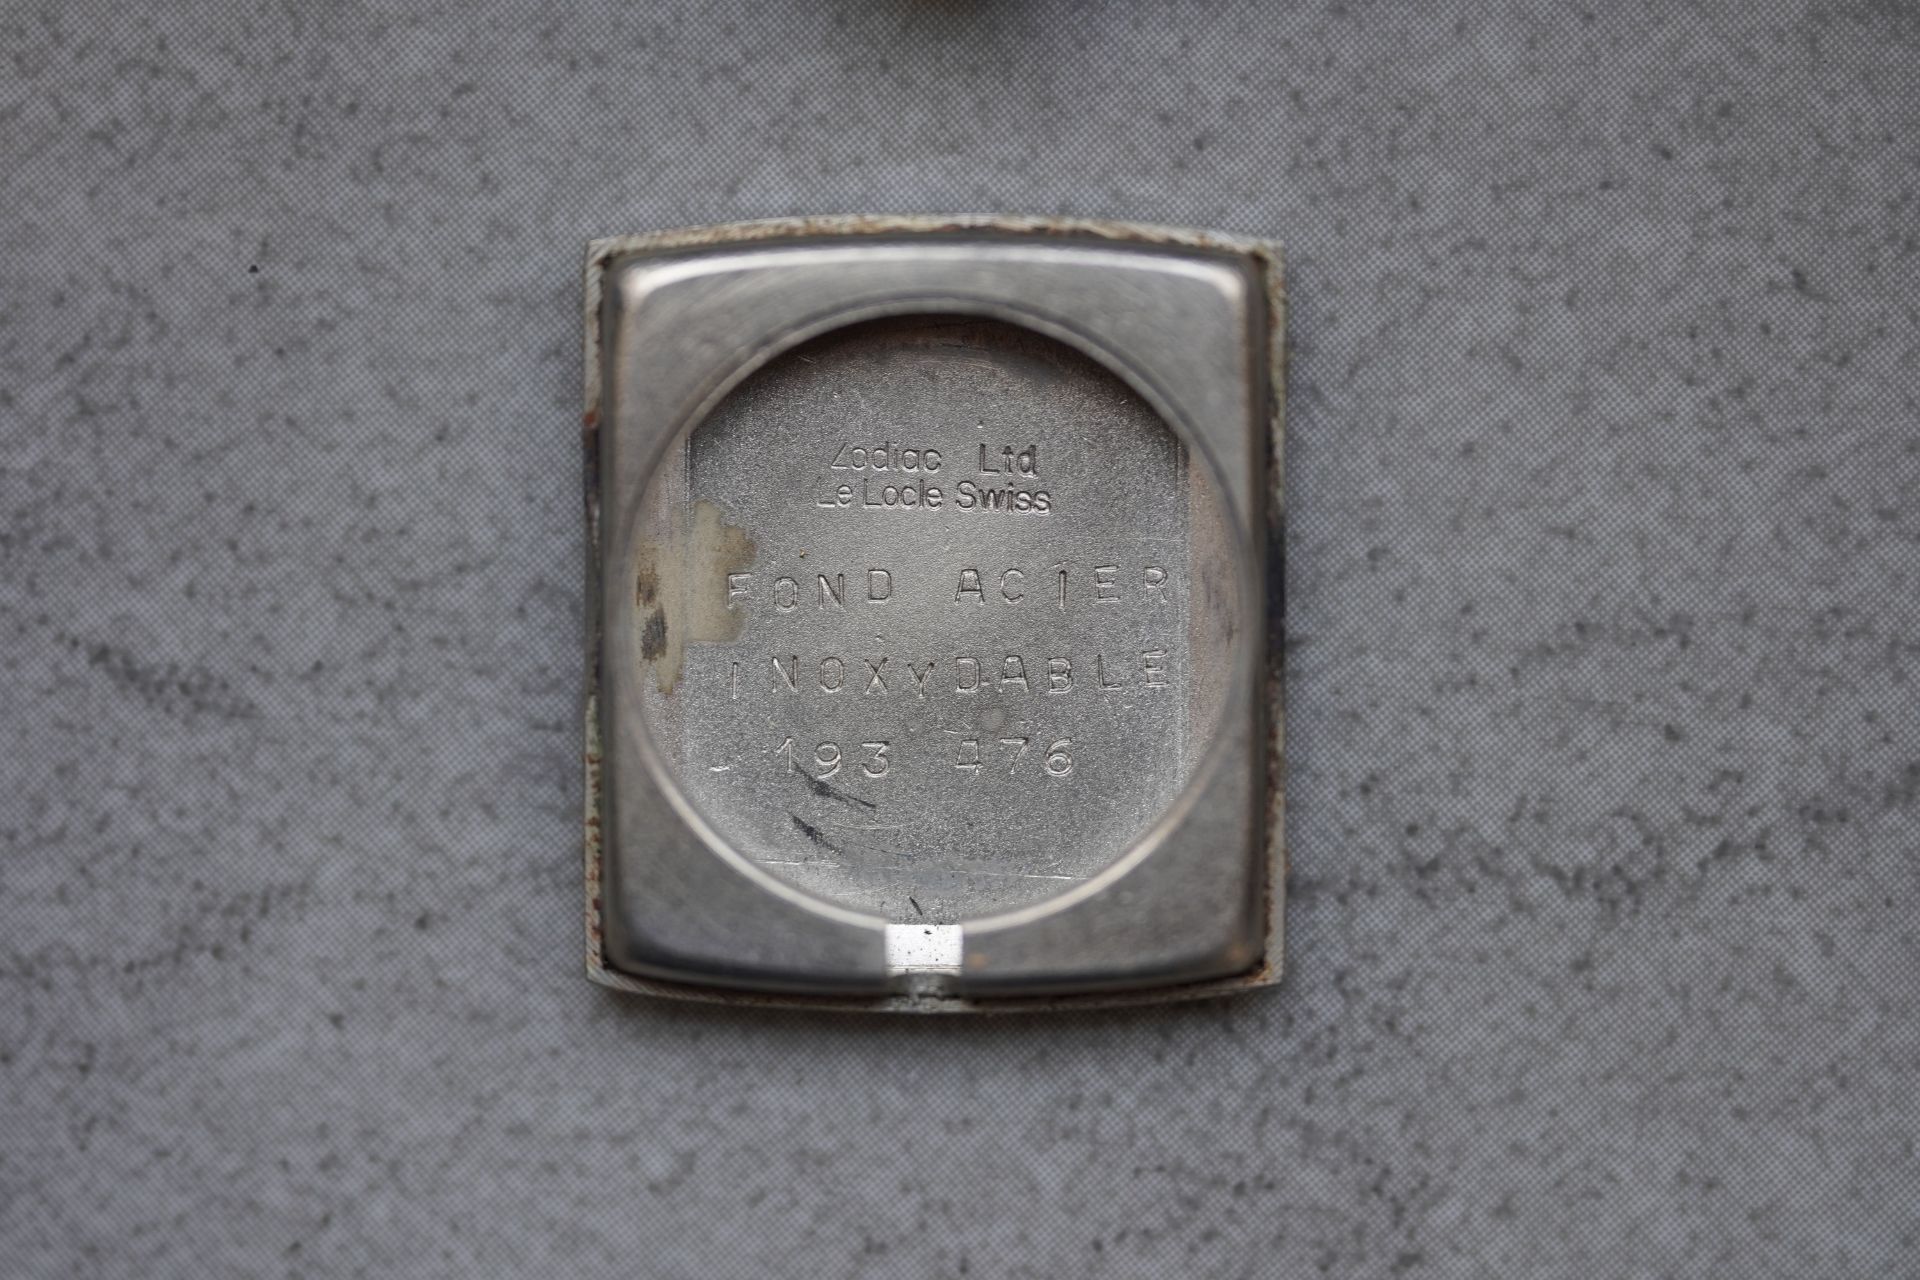 Zodiac Ltd
Le Locle Swiss
FOND ACIER
INOXYDABLE
193 476